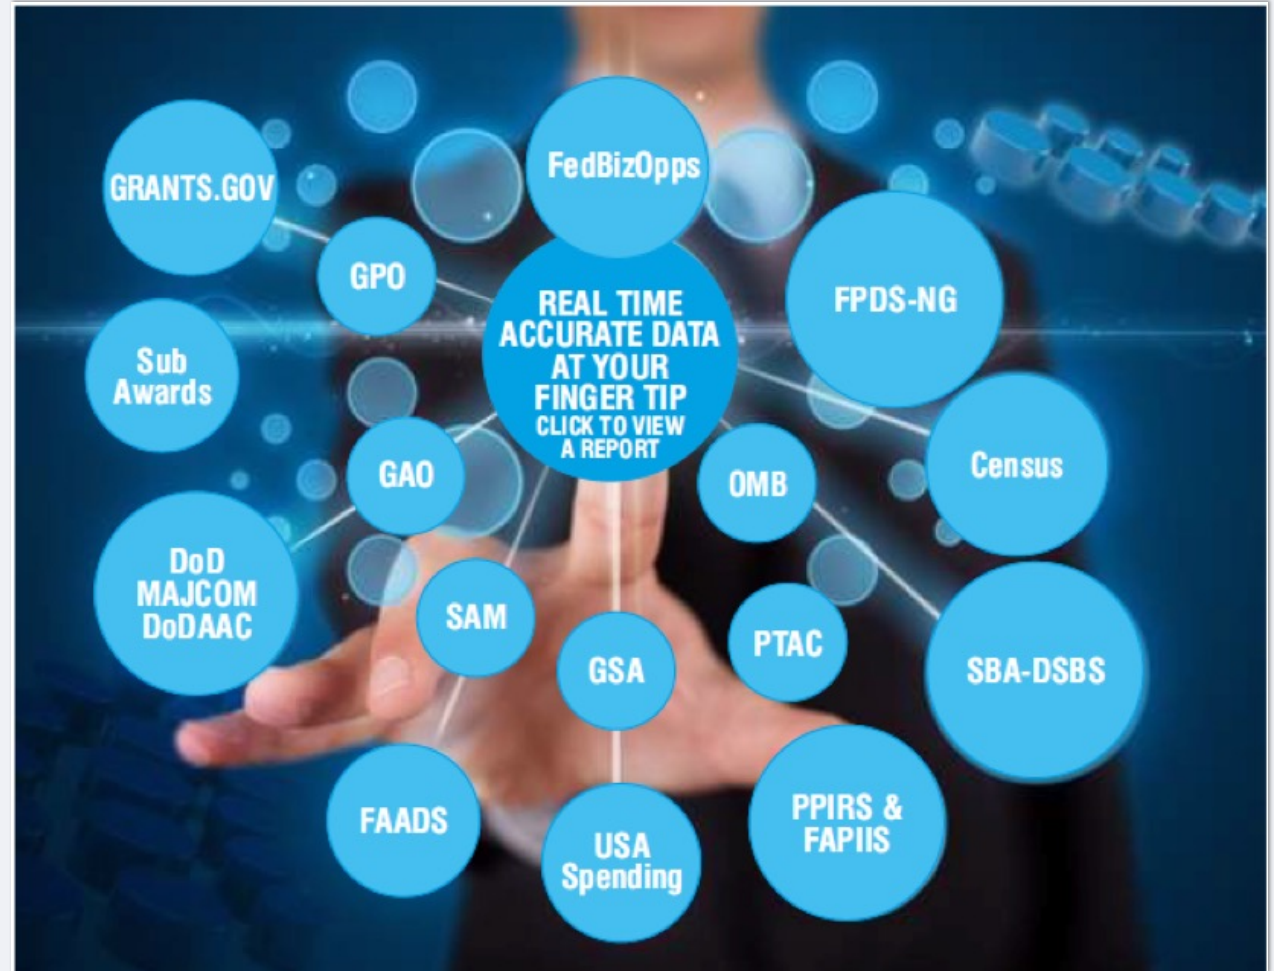 FedBizOpps
GRANTS.GOV
GPO
FPDS-NG
REAL TIME
ACCURATE DATA
AT YOUR
FINGER TIP
CLICK TO VIEW
A REPORT
Sub
Awards
GAO
OMB
Census
DoD
MAJCOM
DoDAAC
SAM
GSA
PTAC
SBA-DSBS
FAADS
USA
Spending
PPIRS &
FAPIIS